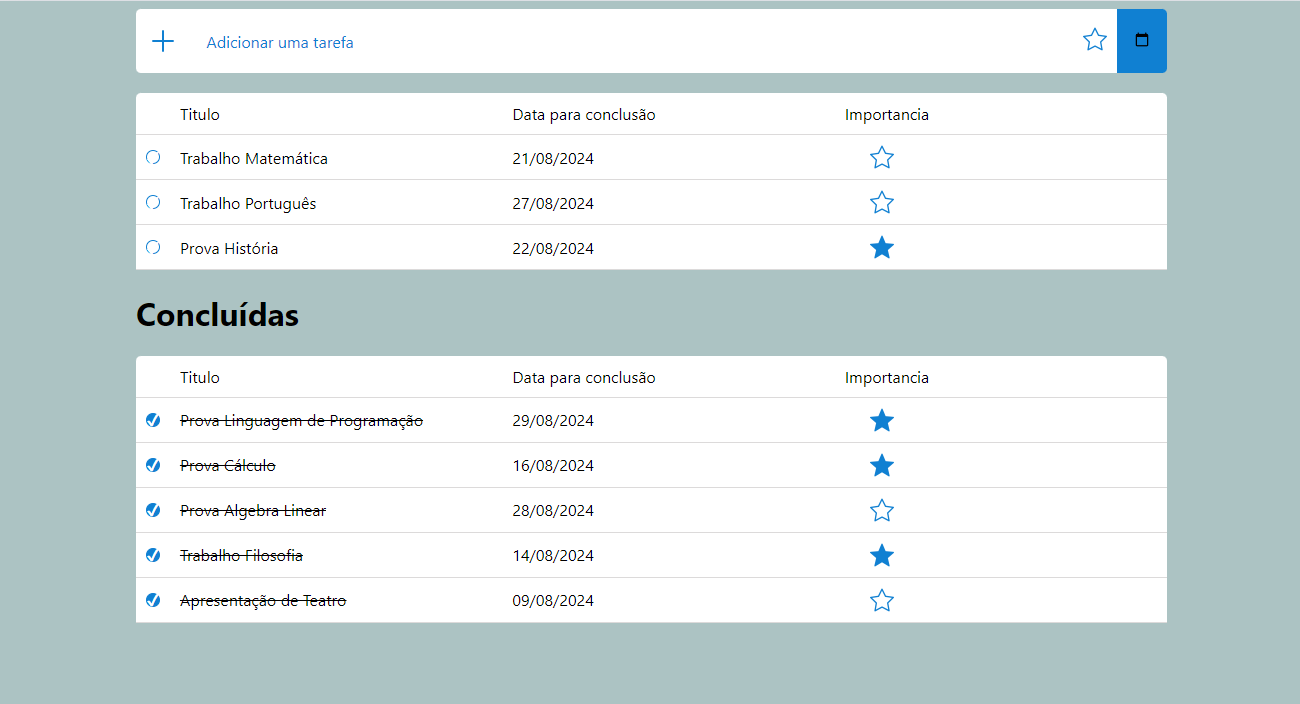 Adicionar uma tarefa
Titulo Data para conclusão Importancia
Trabalho Matemática 21/08/2024
Trabalho Português 27/08/2024
Prova História 22/08/2024
Concluídas
Titulo Data para conclusão Importancia
Prova Linguagem de Programação 29/08/2024
Prova Cálculo 16/08/2024
Prova Algebra Linear 28/08/2024
Trabalho Filosofia 14/08/2024
Apresentação de Teatro 09/08/2024